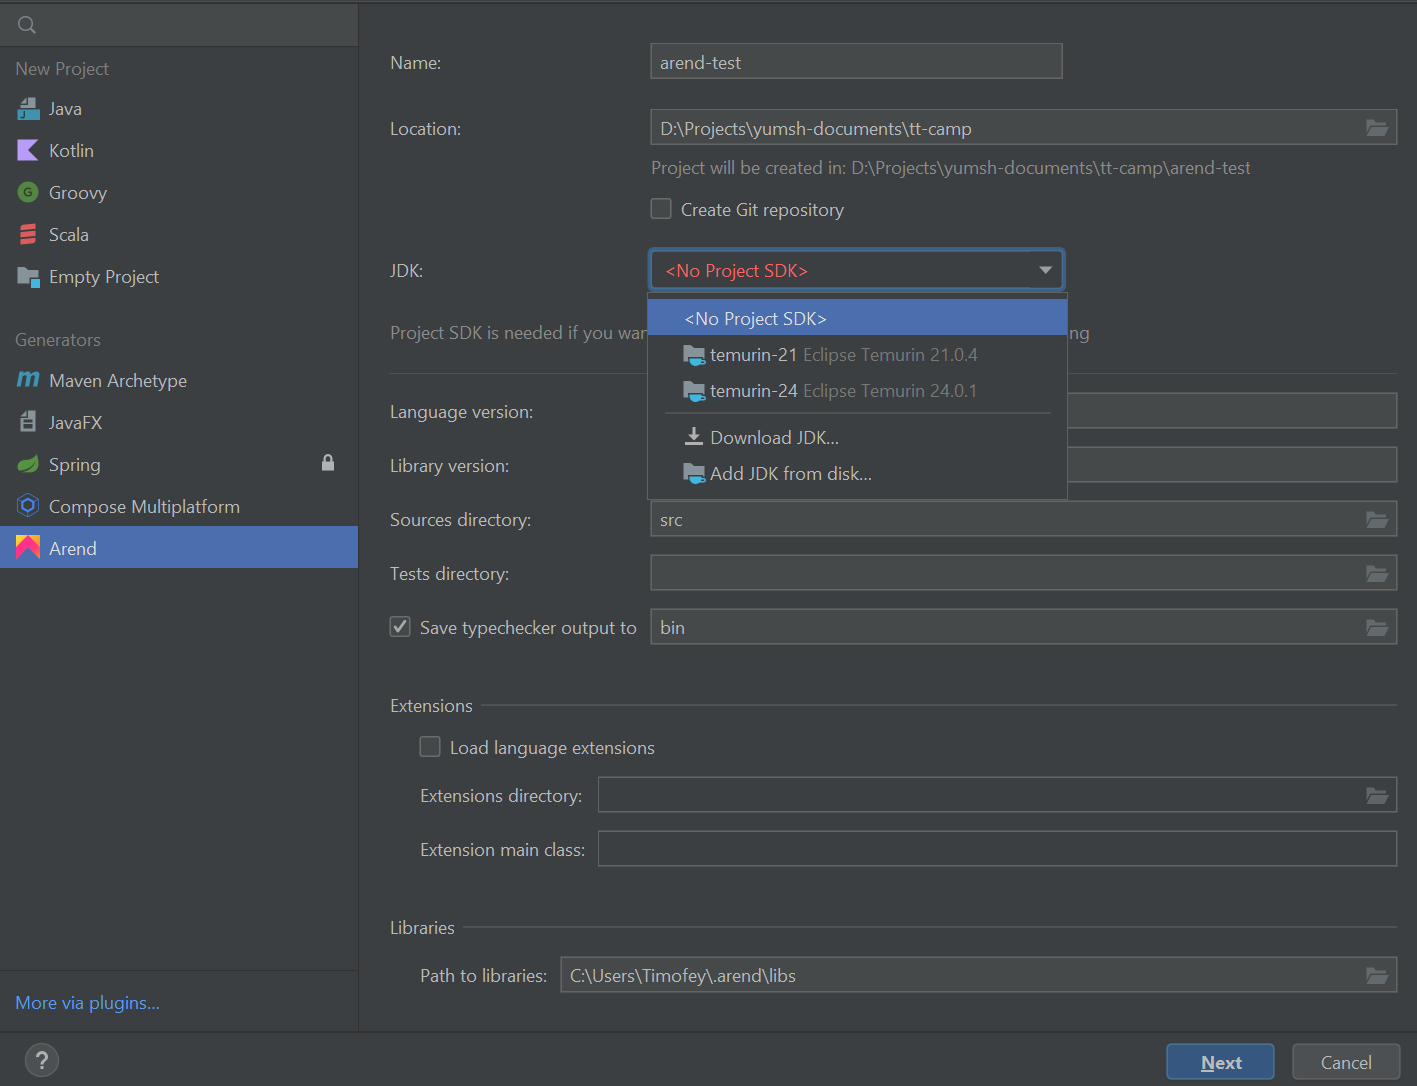 New Project
Java
Kotlin
Groovy
Scala
Empty Project
Generators
Maven Archetype
JavaFX
Spring
Compose Multiplatform
Arend
More via plugins...
?
Name:
arend-test
Location:
D:\Projects\yumsh-documents\tt-camp
Project will be created in: D:\Projects\yumsh-documents\tt-camp\arend-test
Create Git repository
JDK:
<No Project SDK>
<No Project SDK>
temurin-21 Eclipse Temurin 21.0.4
temurin-24 Eclipse Temurin 24.0.1
Download JDK...
Add JDK from disk...
Project SDK is needed if you
Language version:
Library version:
Sources directory:
src
Tests directory:
Save typechecker output to
bin
Extensions
Load language extensions
Extensions directory:
Extension main class:
Libraries
Path to libraries:
C:\Users\Timofey\.arend\libs
Next
Cancel